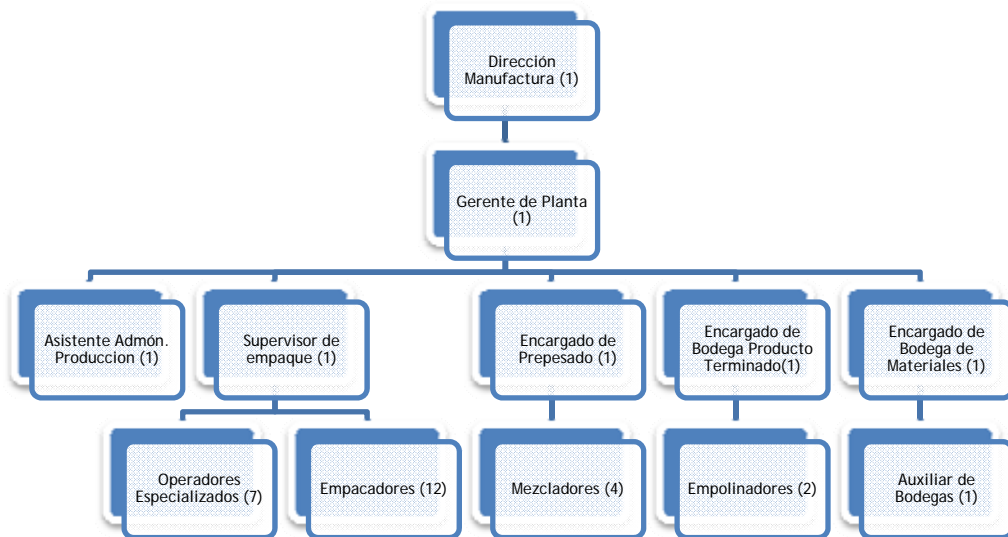 Dirección
Manufactura (1)
Gerente de Planta
(1)
Asistente Admón.
Produccion (1)
Supervisor de
empaque (1)
Encargado de
Prepesado (1)
Encargado de
Bodega Producto
Terminado(1)
Encargado de
Bodega de
Materiales (1)
Operadores
Especializados (7)
Empacadores (12)
Mezcladores (4)
Empolinadores (2)
Auxiliar de
Bodegas (1)